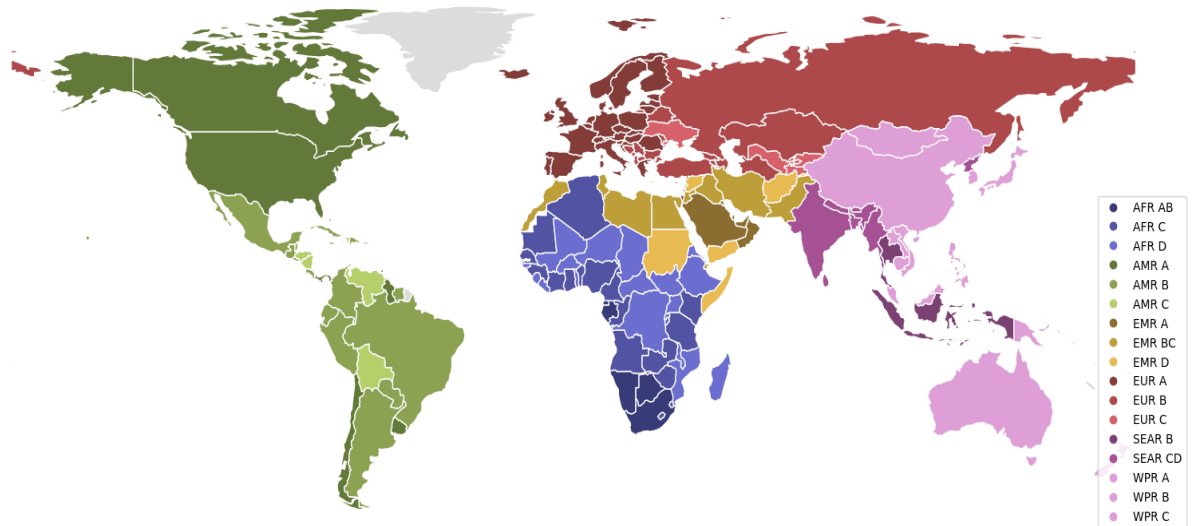 AFR AB
AFR C
AFR D
AMR A
AMR B
AMR C
EMR A
EMR BC
EMR D
EUR A
EUR B
EUR C
SEAR B
SEAR CD
WPR A
WPR B
WPR C